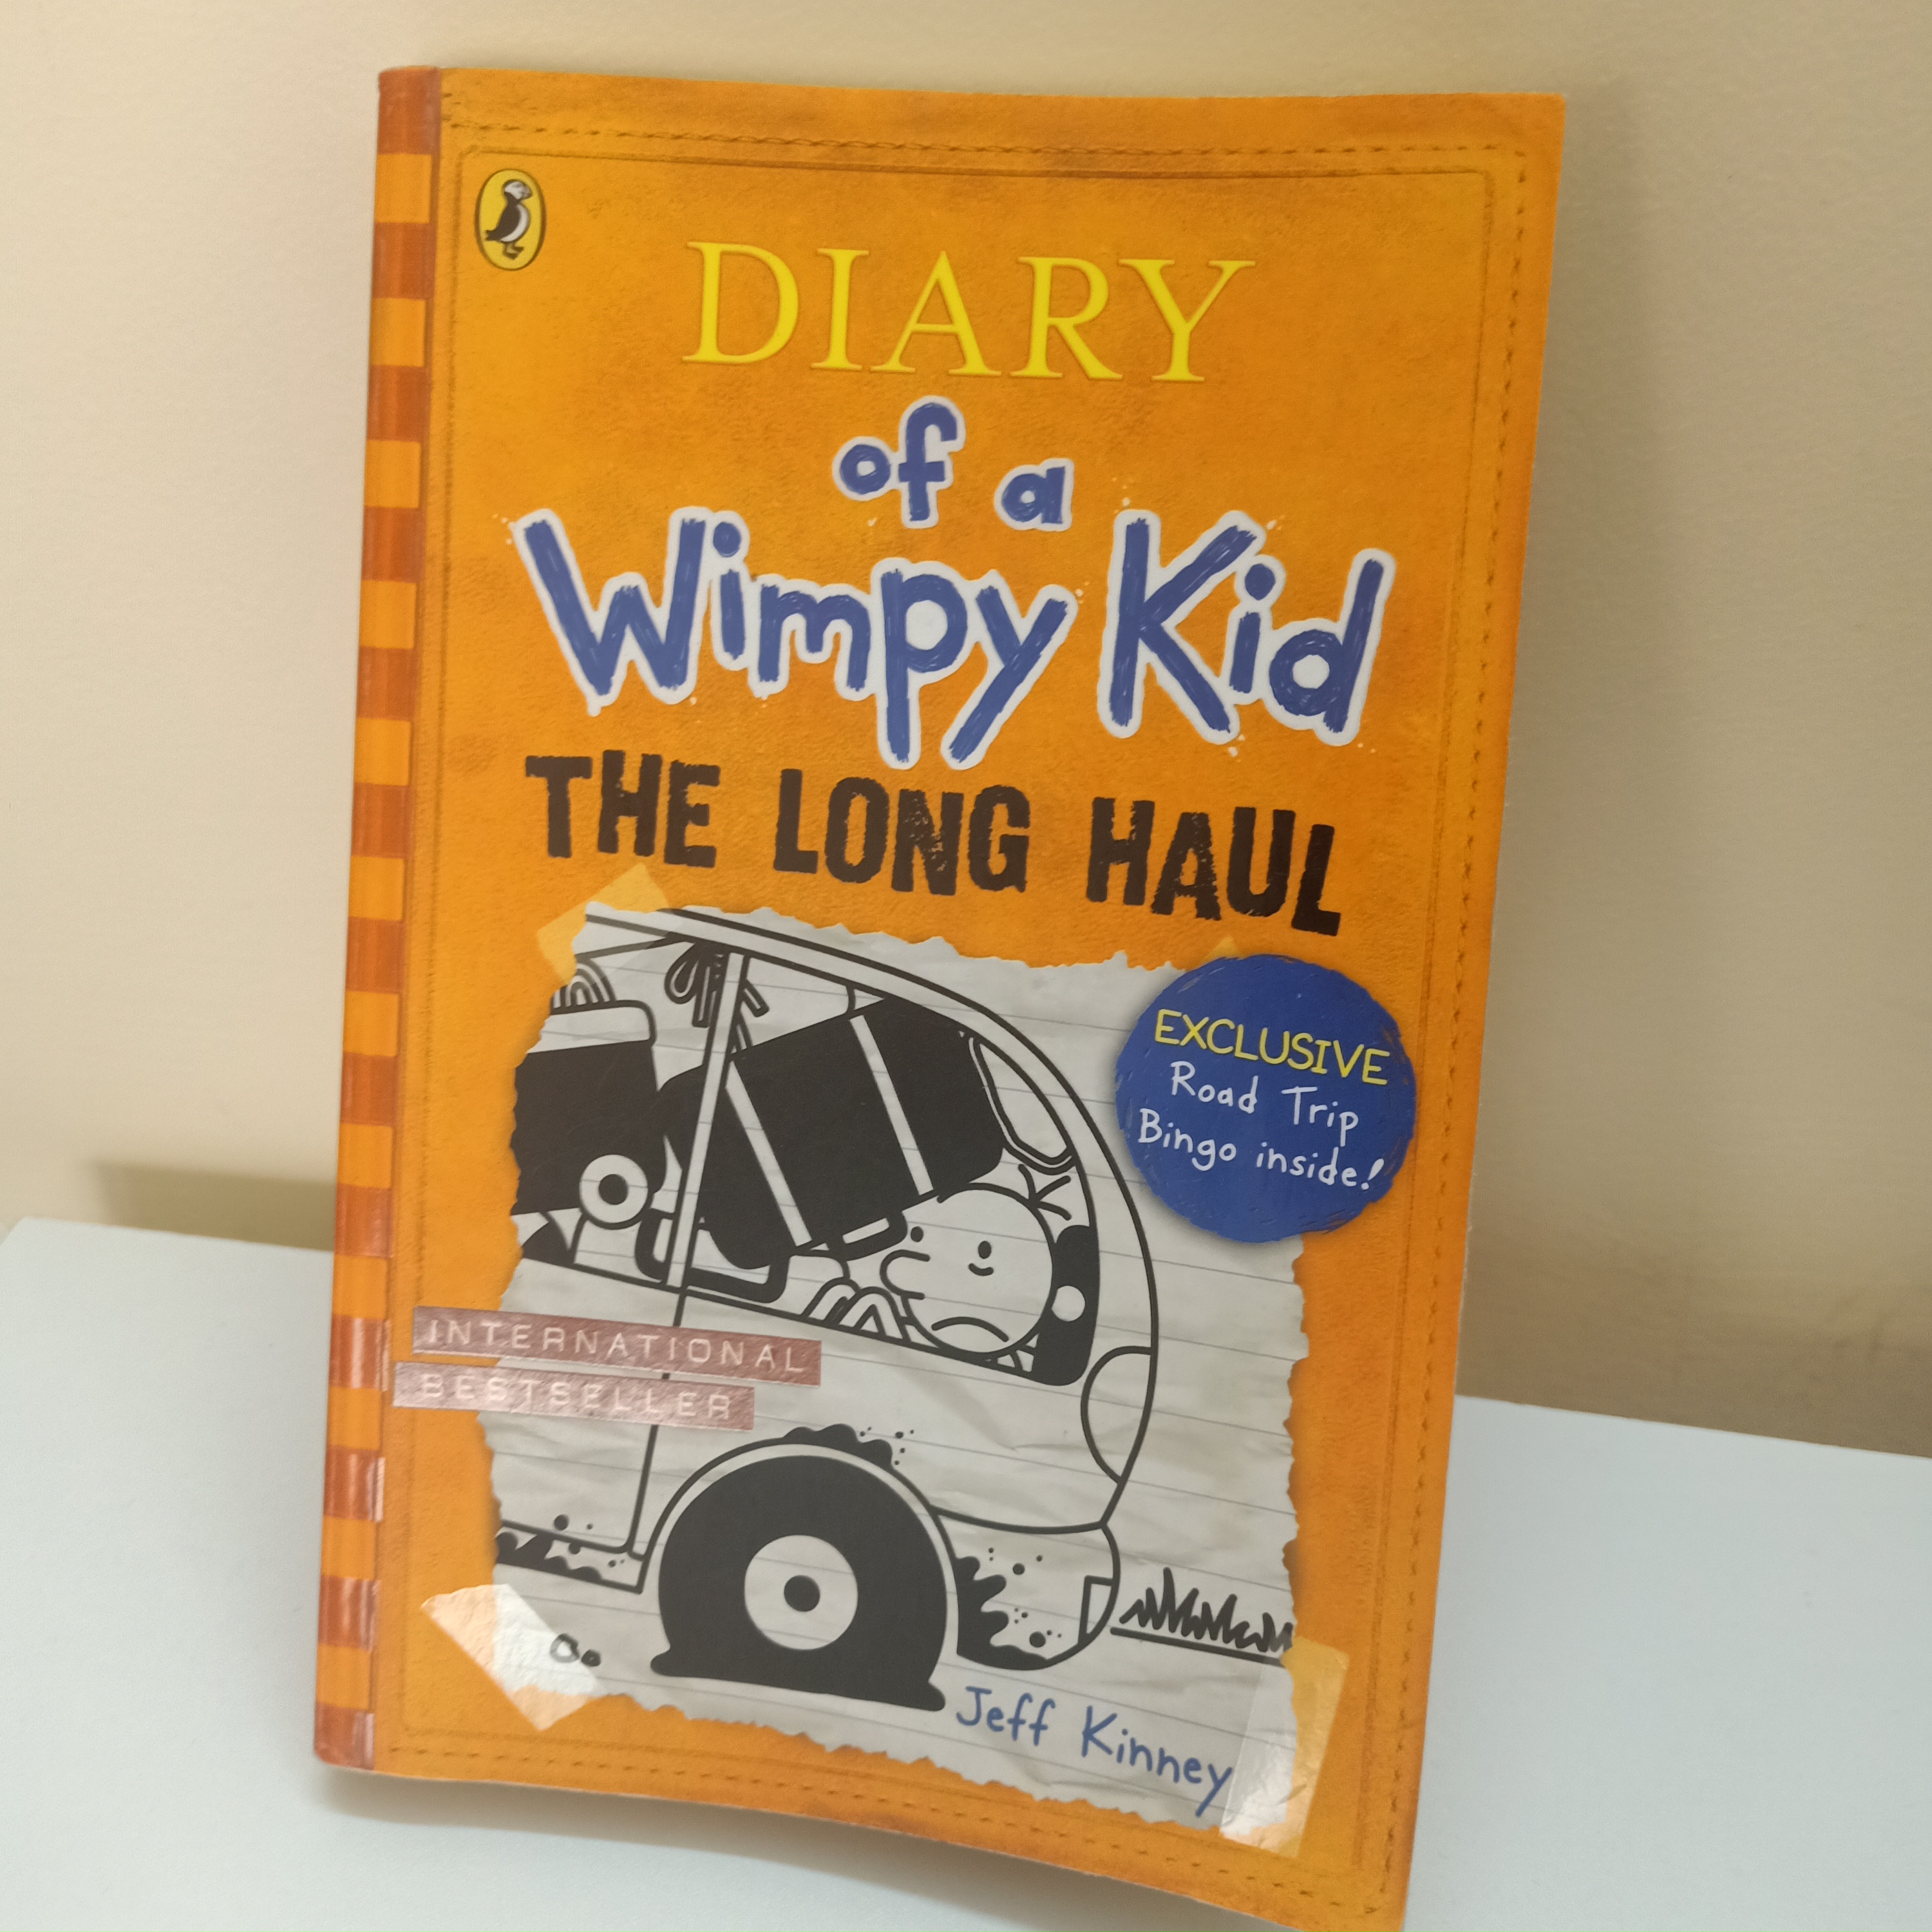 DIARY
of a
Wimpy Kid
THE LONG HAUL
EXCLUSIVE
Road Trip
Bingo inside!
INTERNATIONAL
BESTSELLER
Jeff Kinney